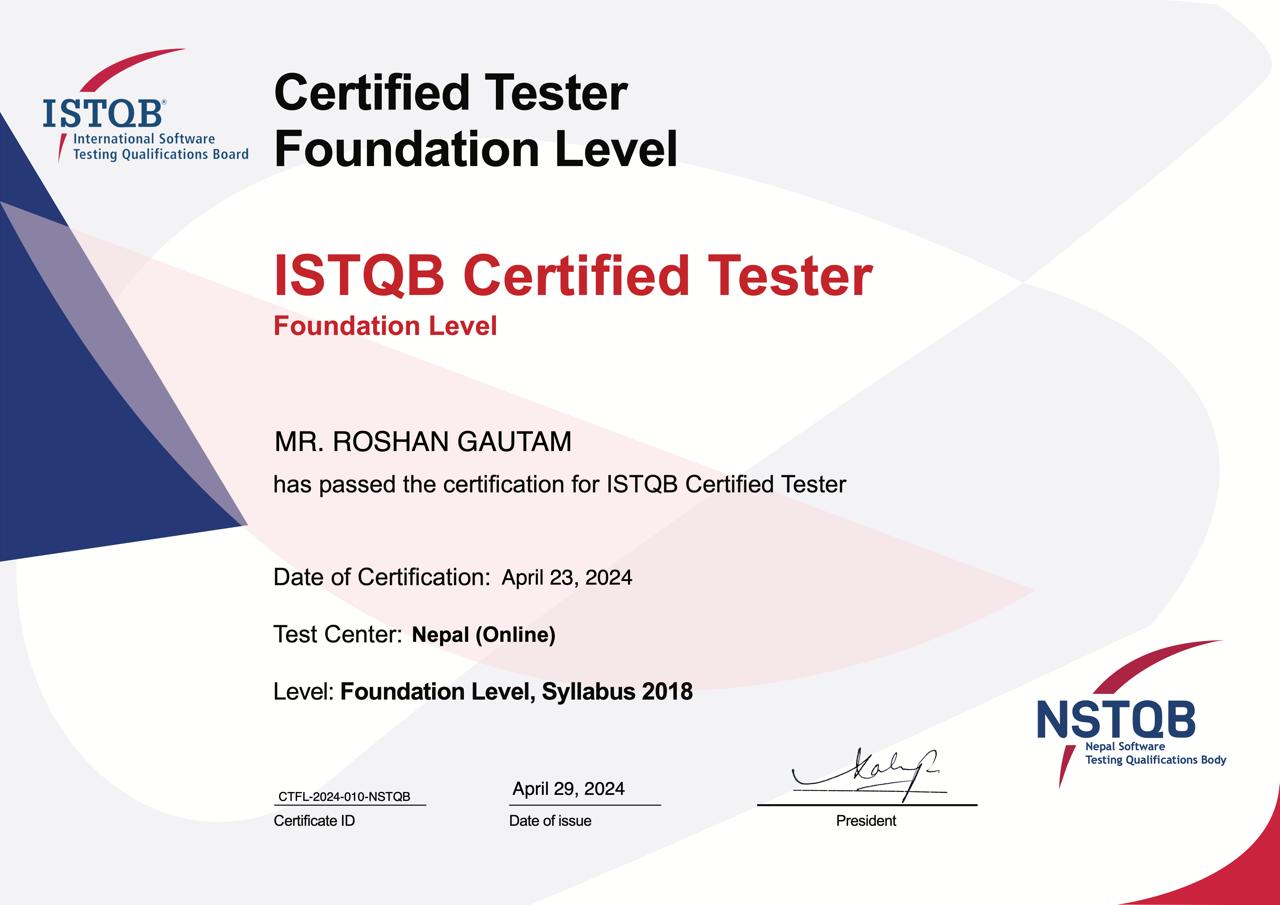 ISTQB®
International Software
Testing Qualifications Board
Certified Tester
Foundation Level
ISTQB Certified Tester
Foundation Level
MR. ROSHAN GAUTAM
has passed the certification for ISTQB Certified Tester
Date of Certification: April 23, 2024
Test Center: Nepal (Online)
Level: Foundation Level, Syllabus 2018
NSTQB
Nepal Software
Testing Qualifications Body
CTFL-2024-010-NSTQB
Certificate ID
April 29, 2024
Date of issue
President